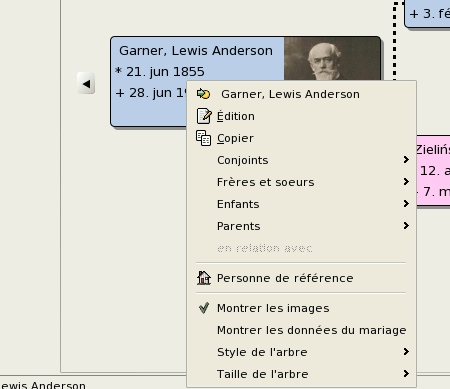 + 3. fé
Garner, Lewis Anderson
* 21. jun 1855
+ 28. jun 19
Garner, Lewis Anderson
Édition
Copier
Conjoints
Frères et soeurs
Enfants
Parents
en relation avec
Personne de référence
Montrer les images
Montrer les données du mariage
Style de l'arbre
Taille de l'arbre
Zielińs
12. a
7. m
ewis Anderson